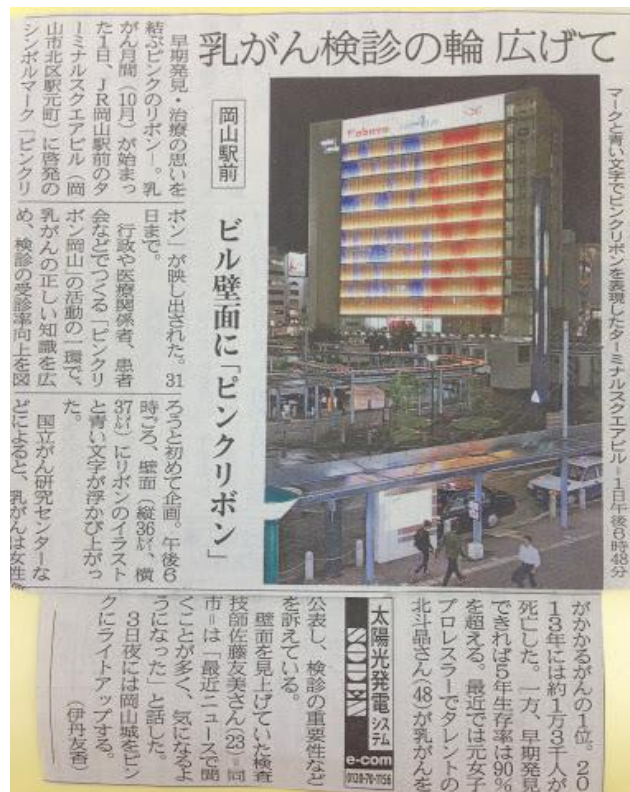 乳がん検診の輪 広げて
マークと青い文字でピンクリボンを表現したターミナルスクエアビル=1日午後6時48分
岡山駅前
ビル壁面に「ピンクリボン」
早期発見・治療の思いを
結ぶピンクのリボン―。乳
がん月間(10月)が始まっ
た1日、JR岡山駅前のタ
ーミナルスクエアビル(岡
山市北区駅元町)に啓発の
シンボルマーク「ピンクリ
ボン」が映し出された。31
日まで。
行政や医療関係者、患者
会などでつくる「ピンクリ
ボン岡山」の活動の一環で、
乳がんの正しい知識を広
め、検診の受診率向上を図
ろうと初めて企画。午後6
時ごろ、壁面(縦36㍍、横
37㍍)にリボンのイラスト
と青い文字が浮かび上がっ
た。
国立がん研究センターな
どによると、乳がんは女性
がかかるがんの1位。20
13年には約1万3千人が
死亡した。一方、早期発見
できれば5年生存率は90%
を超える。最近では元女子
プロレスラーでタレントの
北斗晶さん(48)が乳がんを
太陽光発電システム
SODEN
e-com
0120-70-1156
公表し、検診の重要性など
を訴えている。
壁面を見上げていた検査
技師佐藤友美さん(23)=同
市=は「最近ニュースで聞
くことが多く、気になるよ
うになった」と話した。
3日夜には岡山城をピン
クにライトアップする。
(伊丹友香)